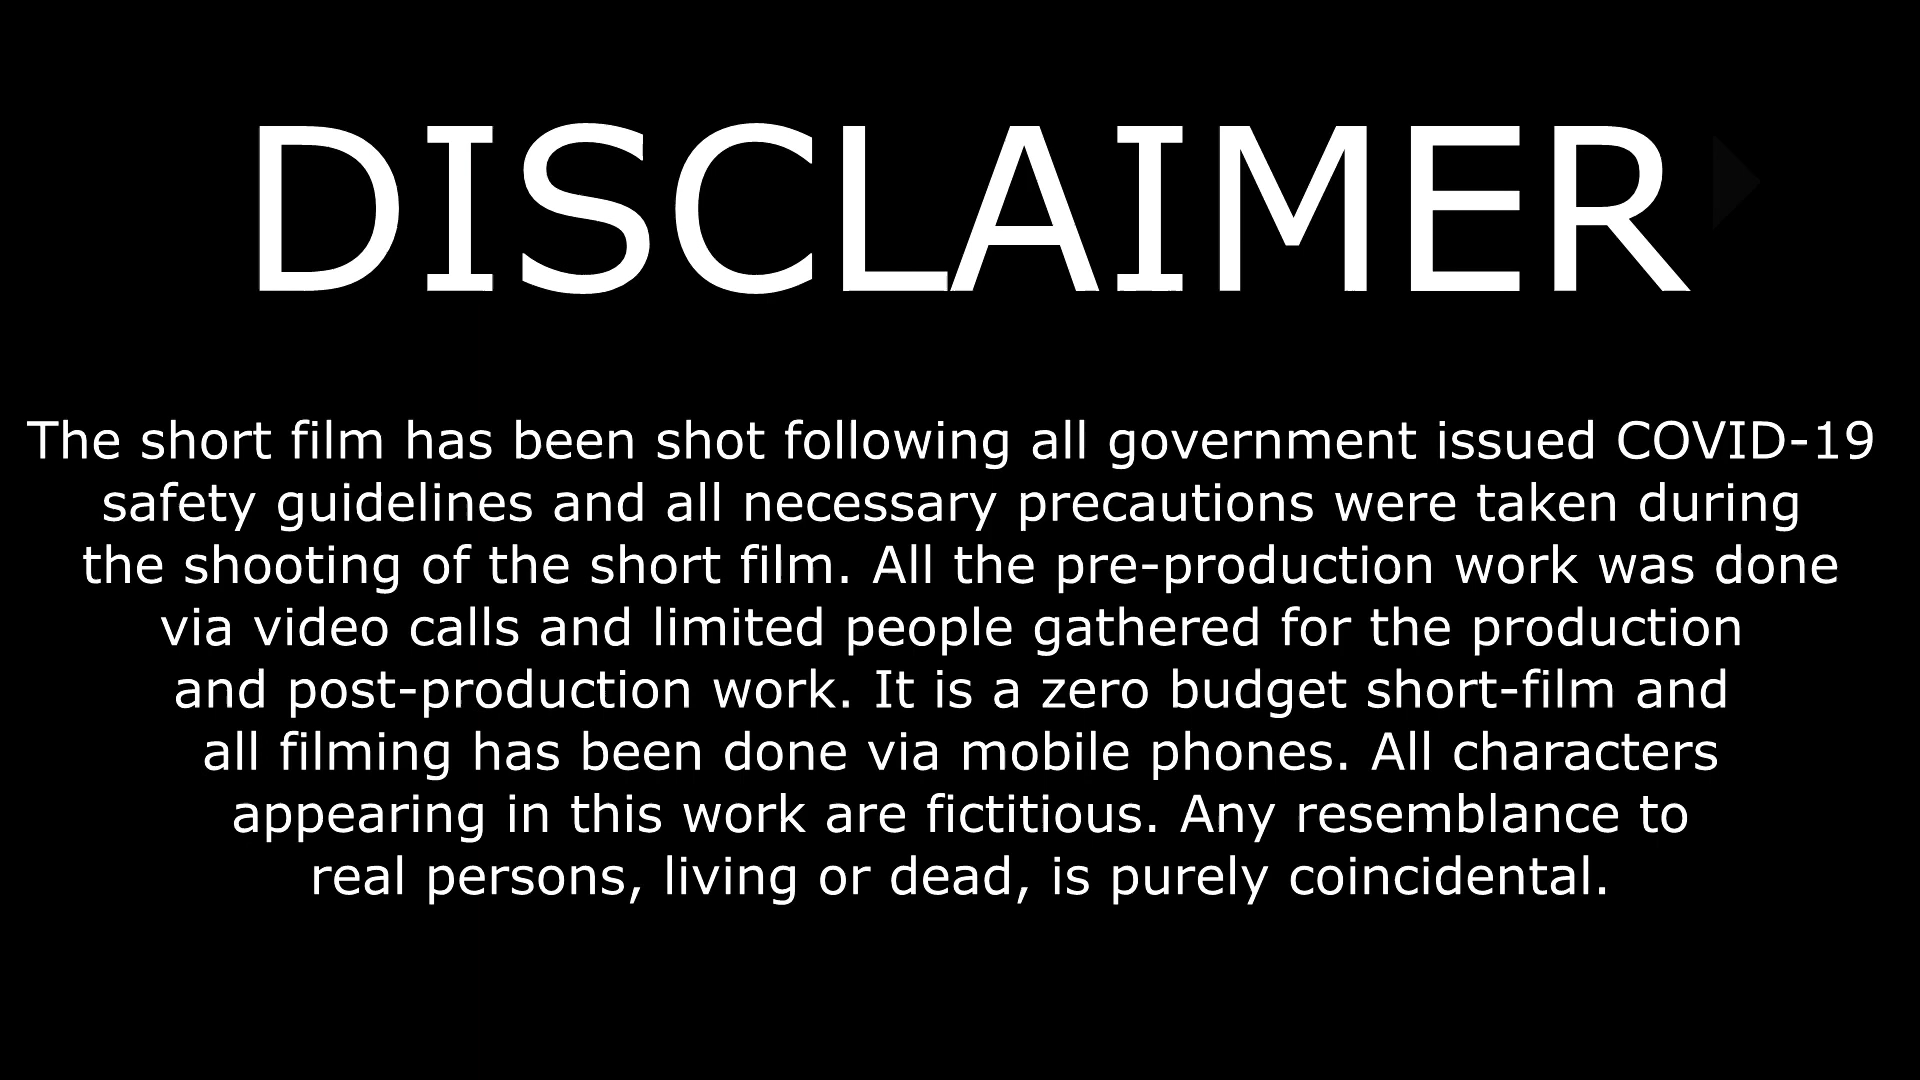 DISCLAIMER
The short film has been shot following all government issued COVID-19
safety guidelines and all necessary precautions were taken during
the shooting of the short film. All the pre-production work was done
via video calls and limited people gathered for the production
and post-production work. It is a zero budget short-film and
all filming has been done via mobile phones. All characters
appearing in this work are fictitious. Any resemblance to
real persons, living or dead, is purely coincidental.